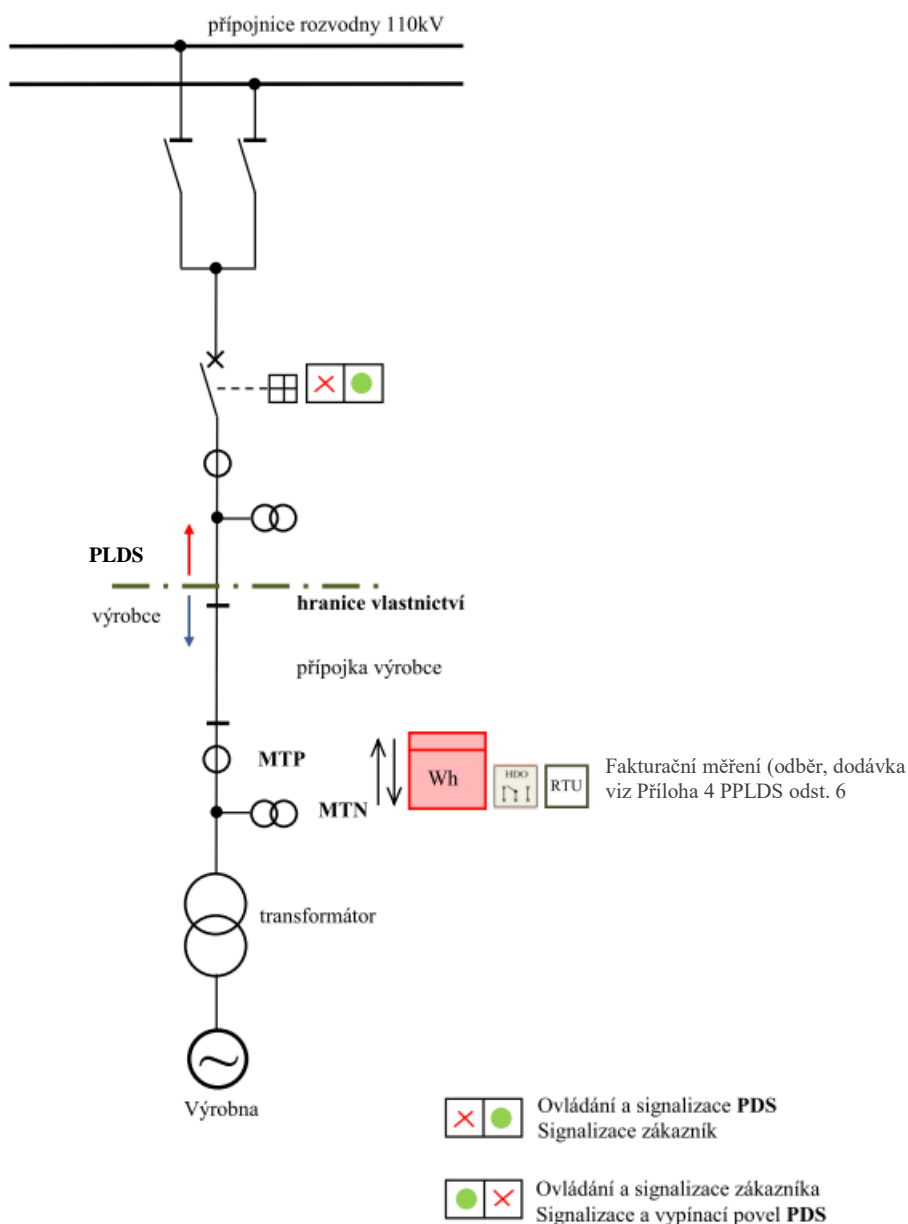 přípojnice rozvodny 110kV
PLDS
výrobce
hranice vlastnictví
přípojka výrobce
MTP
MTN
Wh
HDO
RTU
Fakturační měření (odběr, dodávka
viz Příloha 4 PPLDS odst. 6
transformátor
Výrobna
Ovládání a signalizace PDS
Signalizace zákazník
Ovládání a signalizace zákazníka
Signalizace a vypínací povel PDS